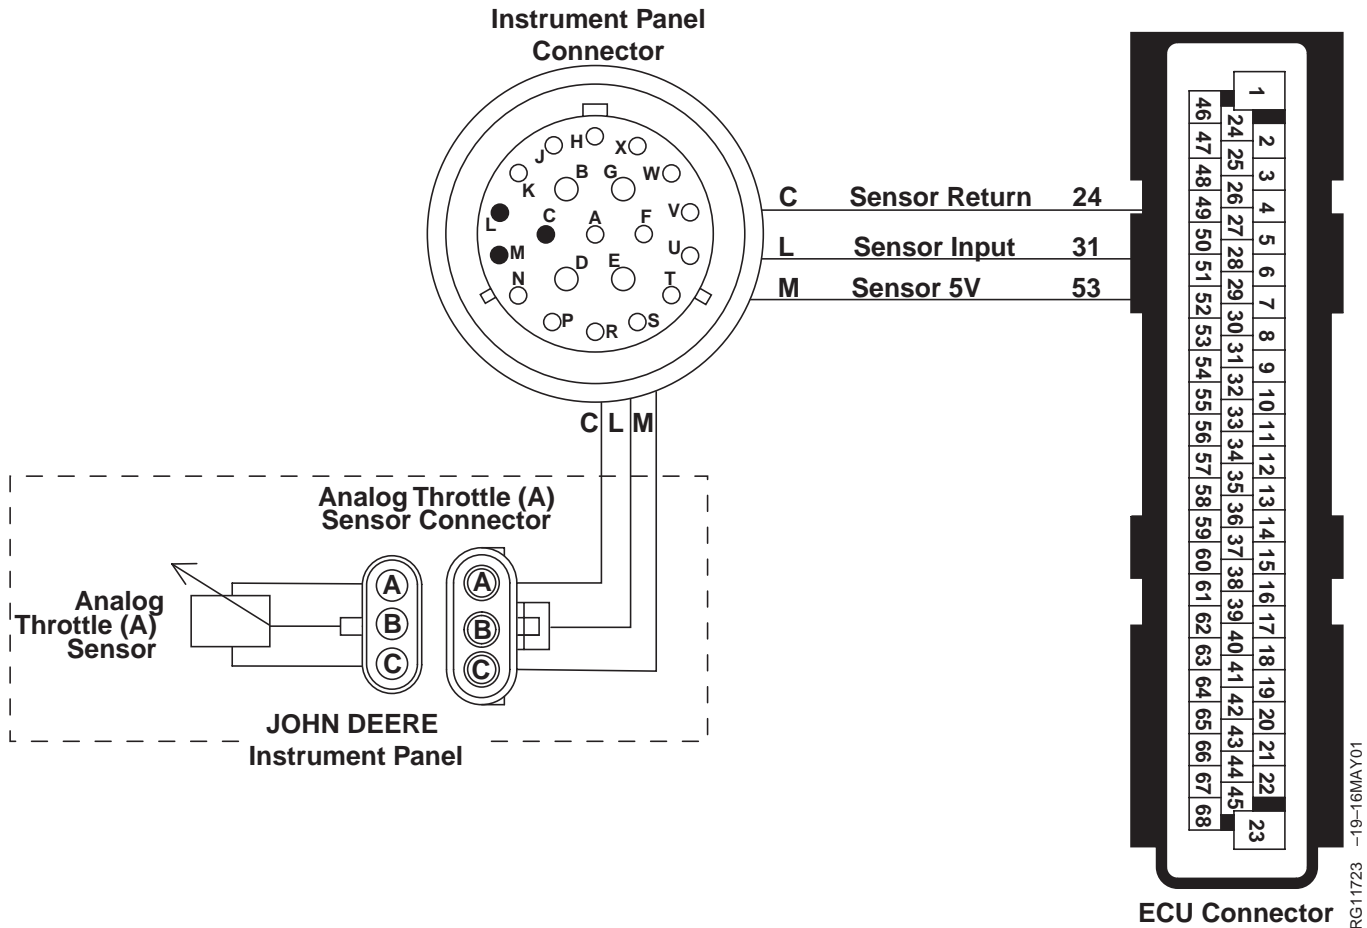 Instrument Panel
Connector
H
J
X
K
B
G
W
L
C
A
F
V
M
U
D
E
N
T
P
R
S
C Sensor Return 24
L Sensor Input 31
M Sensor 5V 53
C L M
Analog Throttle (A)
Sensor Connector
Analog
Throttle (A)
Sensor
A
B
C
A
B
C
JOHN DEERE
Instrument Panel
1
2
3
4
5
6
7
8
9
10
11
12
13
14
15
16
17
18
19
20
21
22
23
24
25
26
27
28
29
30
31
32
33
34
35
36
37
38
39
40
41
42
43
44
45
46
47
48
49
50
51
52
53
54
55
56
57
58
59
60
61
62
63
64
65
66
67
68
ECU Connector
RG11723 –19–16MAY01